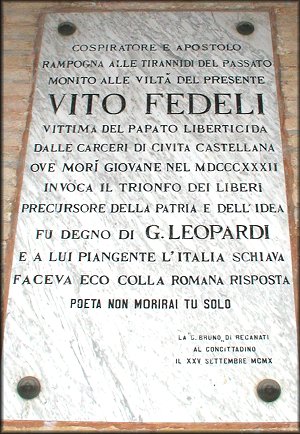 COSPIRATORE E APOSTOLO
RAMPOGNA ALLE TIRANNIDI DEL PASSATO
MONITO ALLE VILTÀ DEL PRESENTE
VITO FEDELI
VITTIMA DEL PAPATO LIBERTICIDA
DALLE CARCERI DI CIVITA CASTELLANA
OVE MORÍ GIOVANE NEL MDCCCXXXII
INVOCA IL TRIONFO DEI LIBERI
PRECURSORE DELLA PATRIA E DELL'IDEA
FU DEGNO DI G. LEOPARDI
E A LUI PIANGENTE L'ITALIA SCHIAVA
FACEVA ECO COLLA ROMANA RISPOSTA
POETA NON MORIRAI TU SOLO
LA G. BRUNO DI RECANATI
AL CONCITTADINO
IL XXV SETTEMBRE MCMX